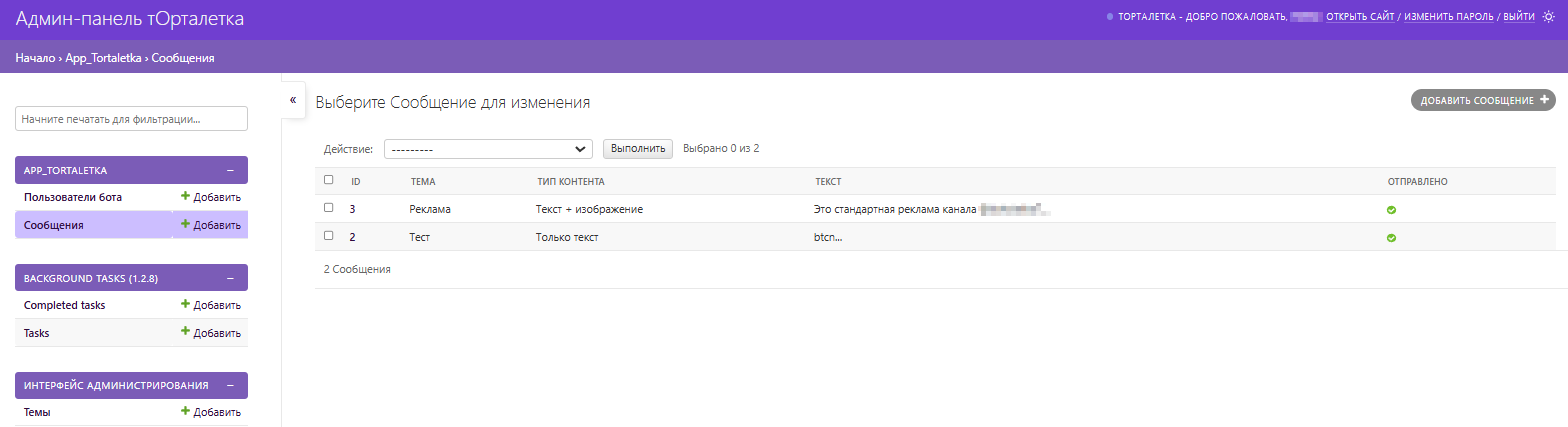 Админ-панель тОрталетка
ТОРТАЛЕТКА - ДОБРО ПОЖАЛОВАТЬ, ОТКРЫТЬ САЙТ / ИЗМЕНИТЬ ПАРОЛЬ / ВЫЙТИ
Начало › App_Tortaletka › Сообщения
Начните печатать для фильтрации...
APP_TORTALETKA –
Пользователи бота + Добавить
Сообщения + Добавить
BACKGROUND TASKS (1.2.8) –
Completed tasks + Добавить
Tasks + Добавить
ИНТЕРФЕЙС АДМИНИСТРИРОВАНИЯ –
Темы + Добавить
«
Выберите Сообщение для изменения
ДОБАВИТЬ СООБЩЕНИЕ +
Действие: --------- Выполнить Выбрано 0 из 2
ID ТЕМА ТИП КОНТЕНТА ТЕКСТ ОТПРАВЛЕНО
3 Реклама Текст + изображение Это стандартная реклама канала ...
2 Тест Только текст btcn...
2 Сообщения